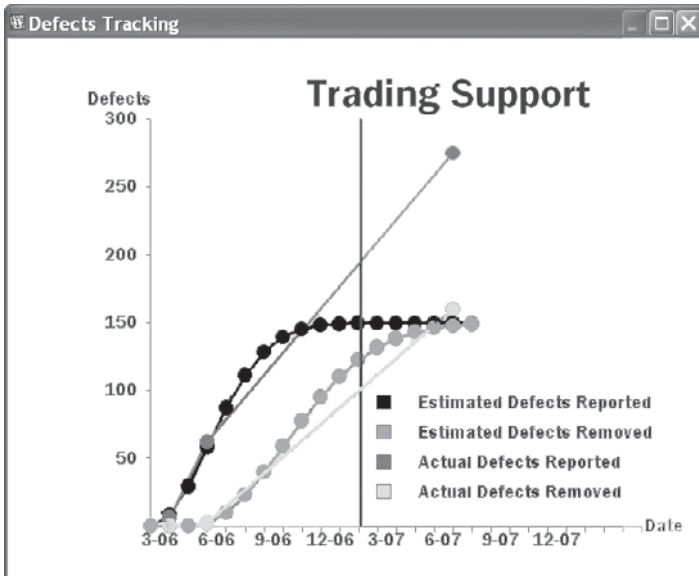 Defects Tracking
Trading Support
Defects
300
250
200
150
100
50
Estimated Defects Reported
Estimated Defects Removed
Actual Defects Reported
Actual Defects Removed
Date
3-06 6-06 9-06 12-06 3-07 6-07 9-07 12-07